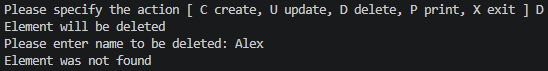 Please specify the action [ C create, U update, D delete, P print, X exit ] D
Element will be deleted
Please enter name to be deleted: Alex
Element was not found